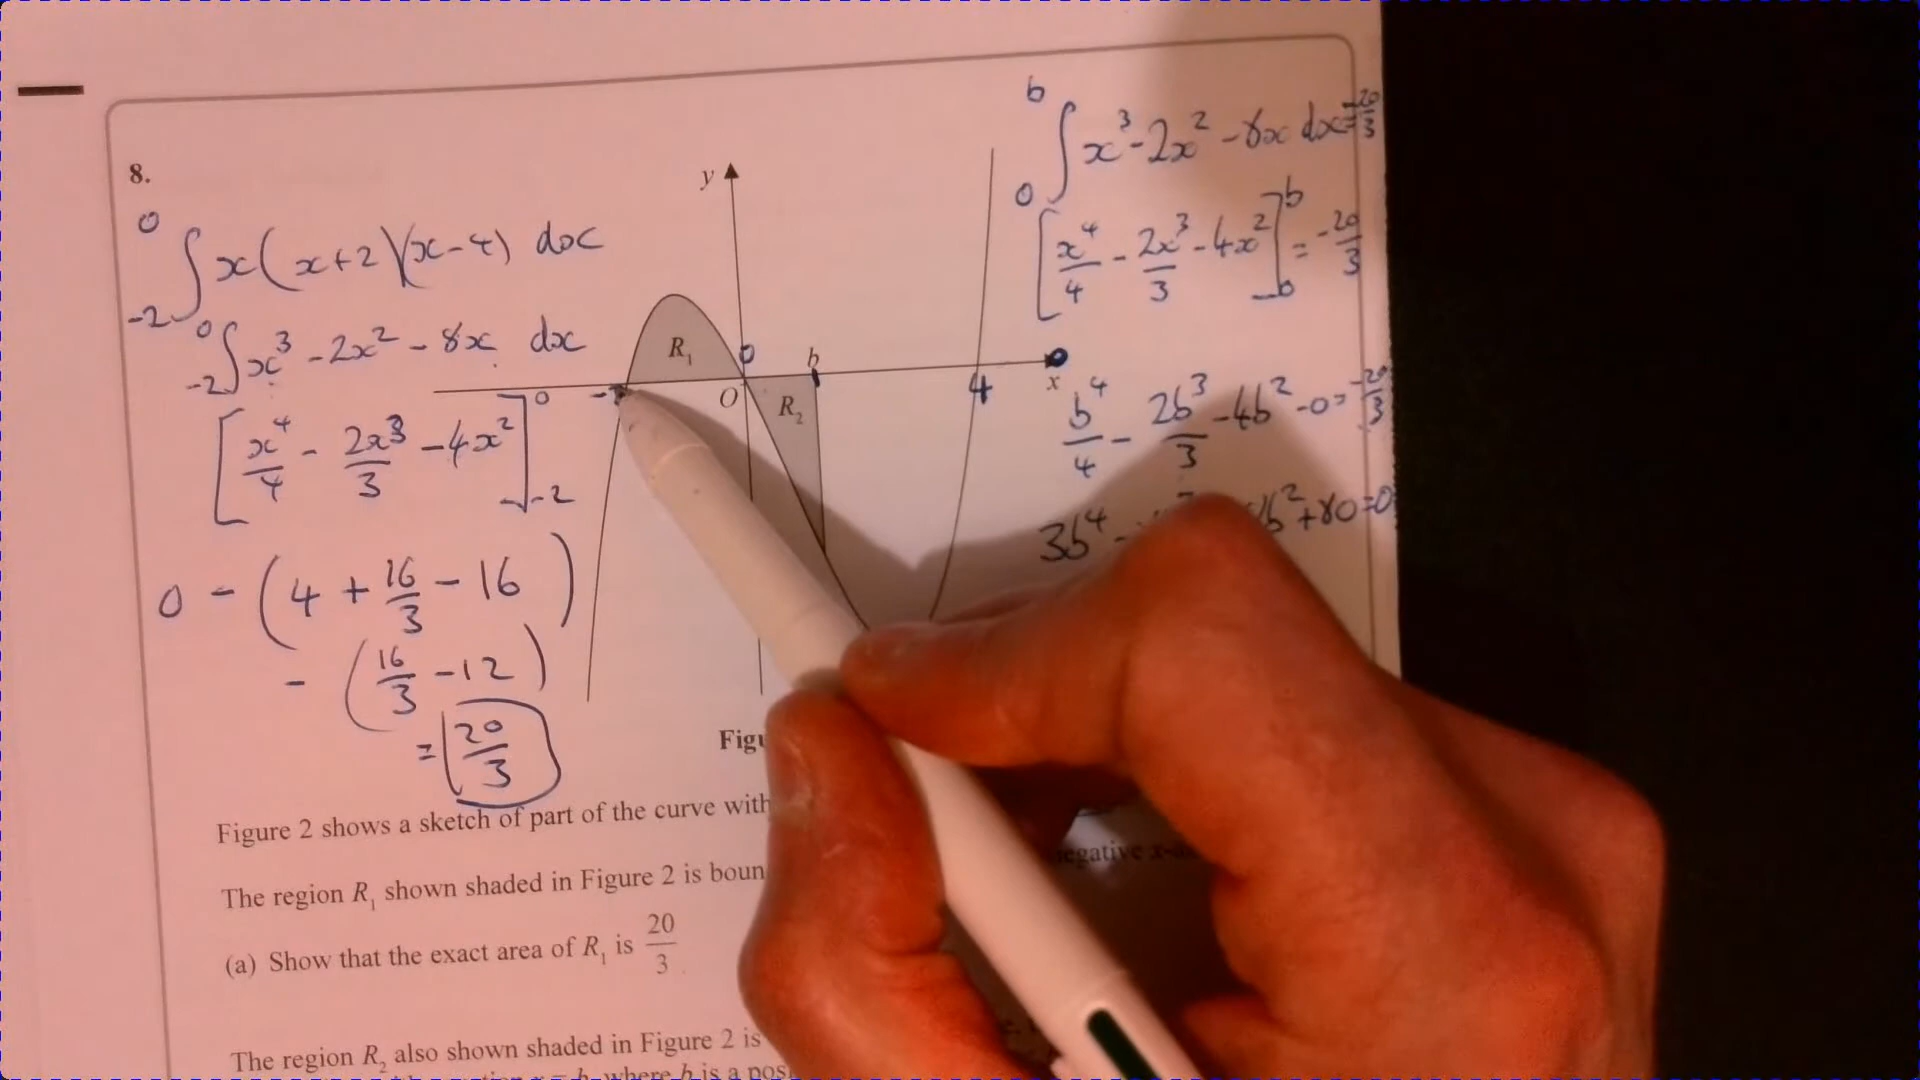 8.
0
∫ x(x+2)(x-4) dx
-2
0
∫ x³ - 2x² - 8x dx
-2
[x⁴/4 - 2x³/3 - 4x²]⁰₋₂
0 - (4 + 16/3 - 16)
- (16/3 - 12)
= 20/3
y
R₁
0
b
O
R₂
4
x
b
∫ x³ - 2x² - 8x dx = -20/3
0
[x⁴/4 - 2x³/3 - 4x²]ᵇ₀ = -20/3
b⁴/4 - 2b³/3 - 4b² - 0 = -20/3
3b⁴ -
b² + 80 = 0
Figure 2 shows a sketch of part of the curve with
The region R₁ shown shaded in Figure 2 is
negative
(a) Show that the exact area of R₁ is 20/3
The region R₂ also shown shaded in Figure 2 is
b, where b is a